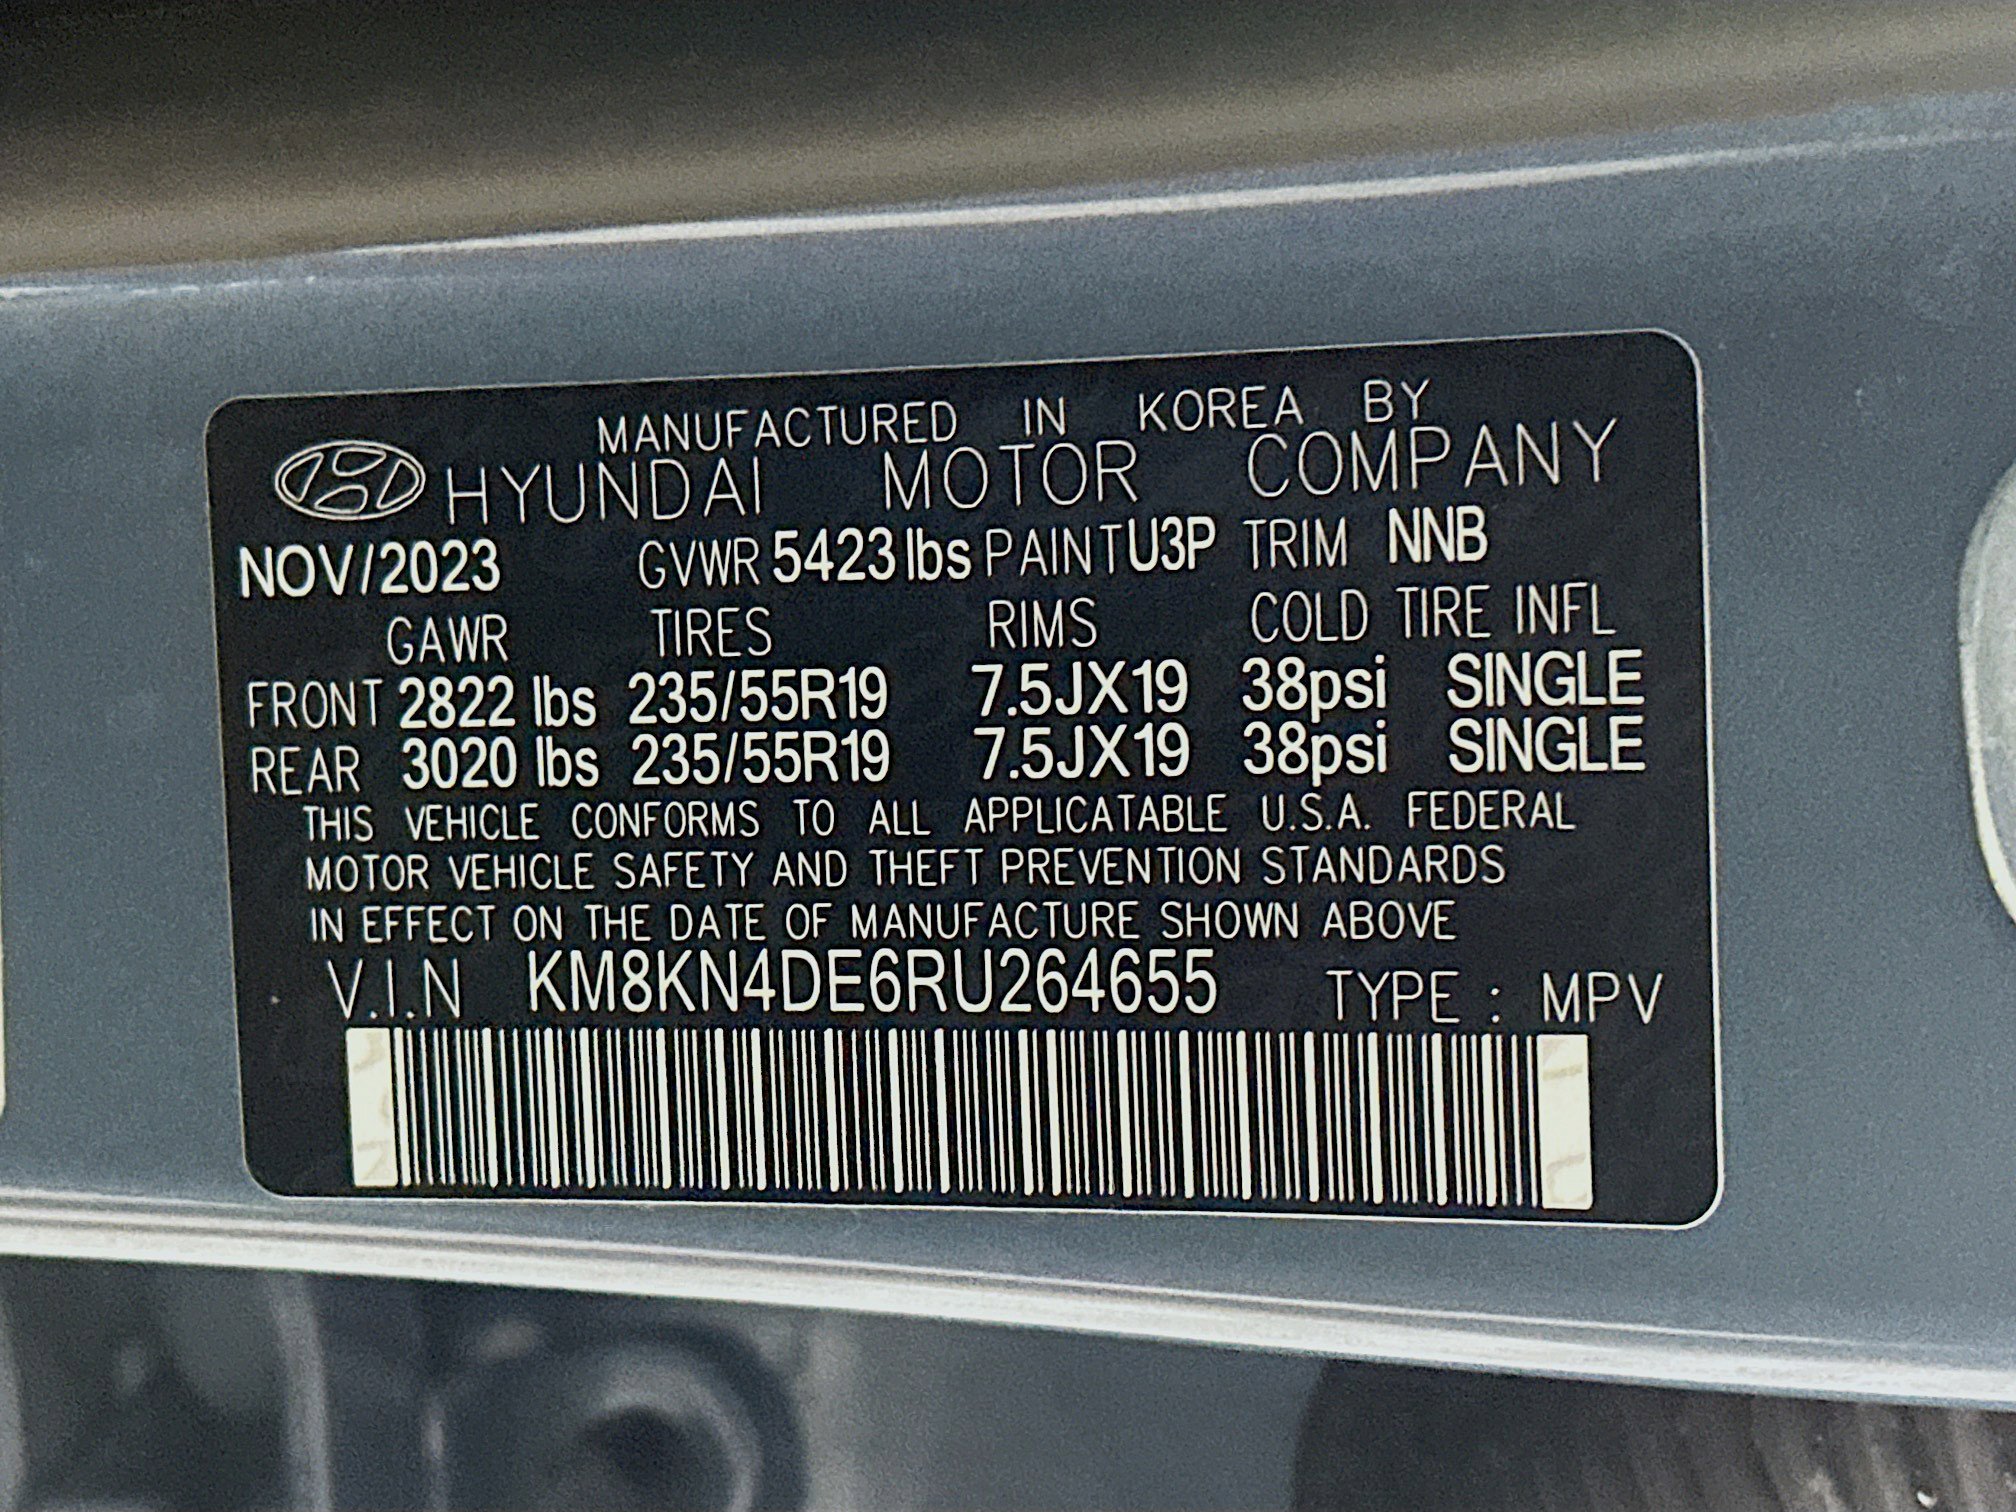 MANUFACTURED IN KOREA BY
HYUNDAI MOTOR COMPANY
NOV/2023 GVWR 5423 lbs PAINT U3P TRIM NNB
GAWR TIRES RIMS COLD TIRE INFL
FRONT 2822 lbs 235/55R19 7.5JX19 38psi SINGLE
REAR 3020 lbs 235/55R19 7.5JX19 38psi SINGLE
THIS VEHICLE CONFORMS TO ALL APPLICATABLE U.S.A. FEDERAL
MOTOR VEHICLE SAFETY AND THEFT PREVENTION STANDARDS
IN EFFECT ON THE DATE OF MANUFACTURE SHOWN ABOVE
V.I.N KM8KN4DE6RU264655 TYPE : MPV